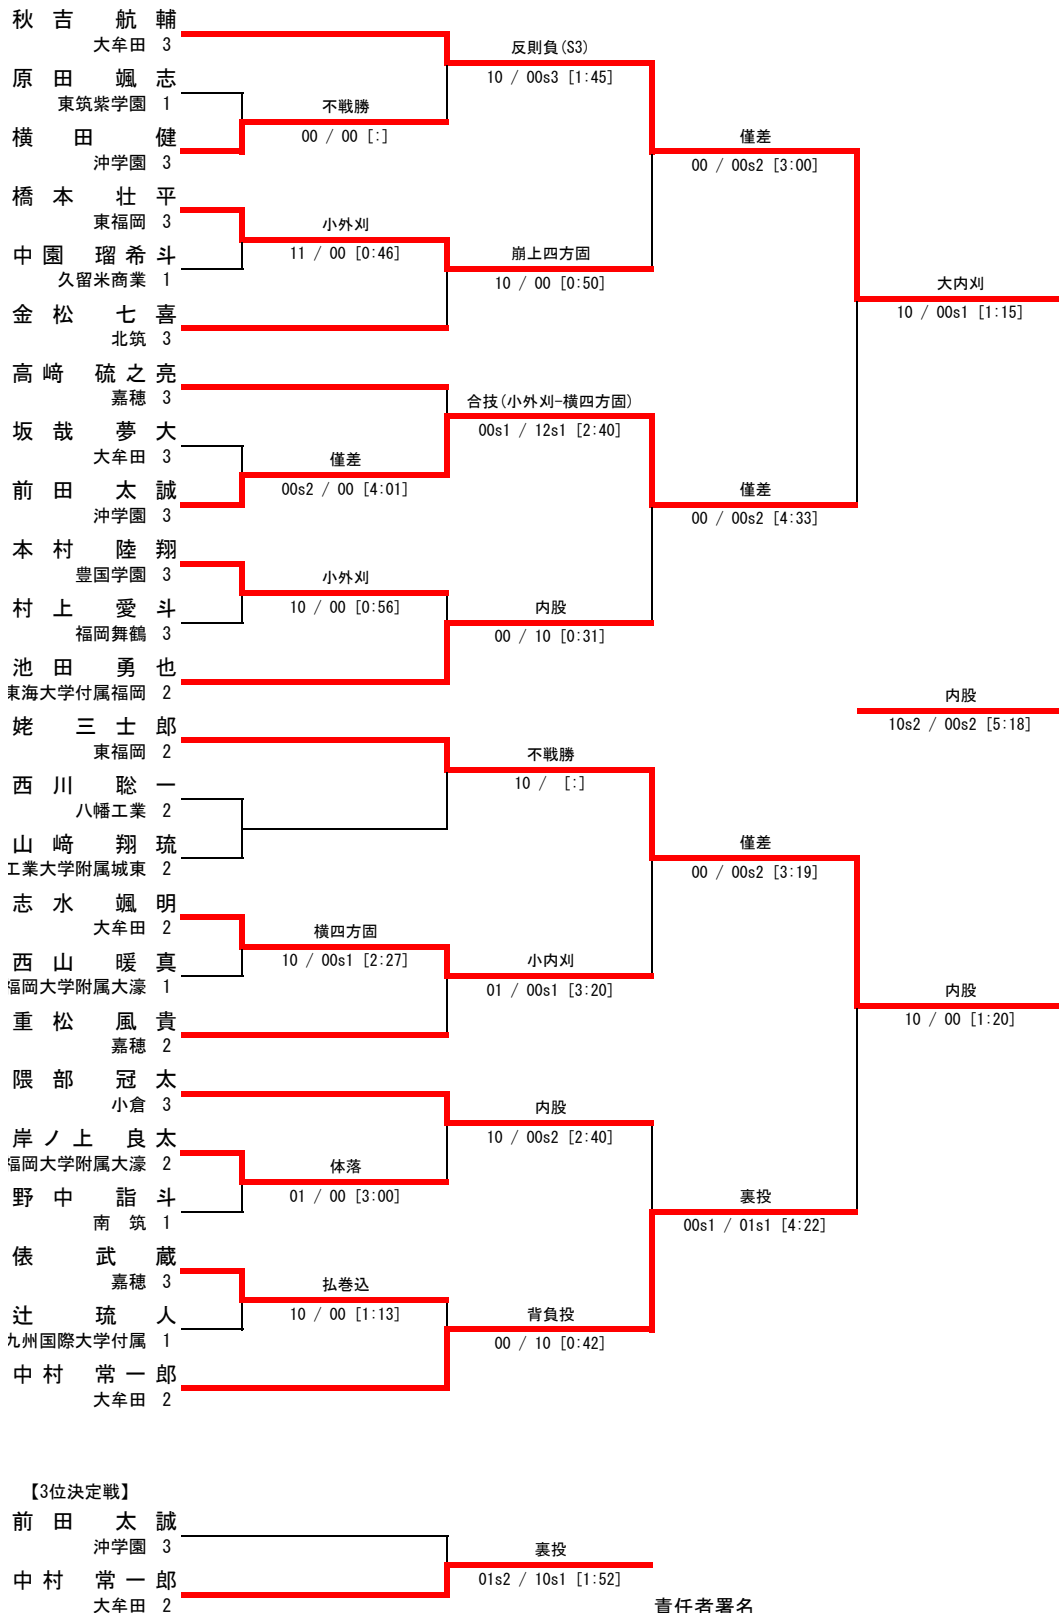 秋吉 航輔
大牟田 3
反則負(S3)
10 / 00s3 [1:45]
原田 颯志
東筑紫学園 1
不戦勝
00 / 00 [:]
横田 健
沖学園 3
僅差
00 / 00s2 [3:00]
橋本 壮平
東福岡 3
小外刈
11 / 00 [0:46]
中園 瑠希斗
久留米商業 1
崩上四方固
10 / 00 [0:50]
大内刈
10 / 00s1 [1:15]
金松 七喜
北筑 3
高﨑 硫之亮
嘉穂 3
合技(小外刈-横四方固)
00s1 / 12s1 [2:40]
坂哉 夢大
大牟田 3
僅差
00s2 / 00 [4:01]
前田 太誠
沖学園 3
僅差
00 / 00s2 [4:33]
本村 陸翔
豊国学園 3
小外刈
10 / 00 [0:56]
村上 愛斗
福岡舞鶴 3
内股
00 / 10 [0:31]
池田 勇也
東海大学付属福岡 2
内股
10s2 / 00s2 [5:18]
姥 三士郎
東福岡 2
不戦勝
10 / [:]
西川 聡一
八幡工業 2
山﨑 翔琉
工業大学附属城東 2
僅差
00 / 00s2 [3:19]
志水 颯明
大牟田 2
横四方固
10 / 00s1 [2:27]
西山 暖真
福岡大学附属大濠 1
小内刈
01 / 00s1 [3:20]
内股
10 / 00 [1:20]
重松 風貴
嘉穂 2
隈部 冠太
小倉 3
内股
10 / 00s2 [2:40]
岸ノ上 良太
福岡大学附属大濠 2
体落
01 / 00 [3:00]
野中 詣斗
南 筑 1
裏投
00s1 / 01s1 [4:22]
俵 武蔵
嘉穂 3
払巻込
10 / 00 [1:13]
辻 琉人
九州国際大学付属 1
背負投
00 / 10 [0:42]
中村 常一郎
大牟田 2
【3位決定戦】
前田 太誠
沖学園 3
裏投
01s2 / 10s1 [1:52]
中村 常一郎
大牟田 2
責任者署名